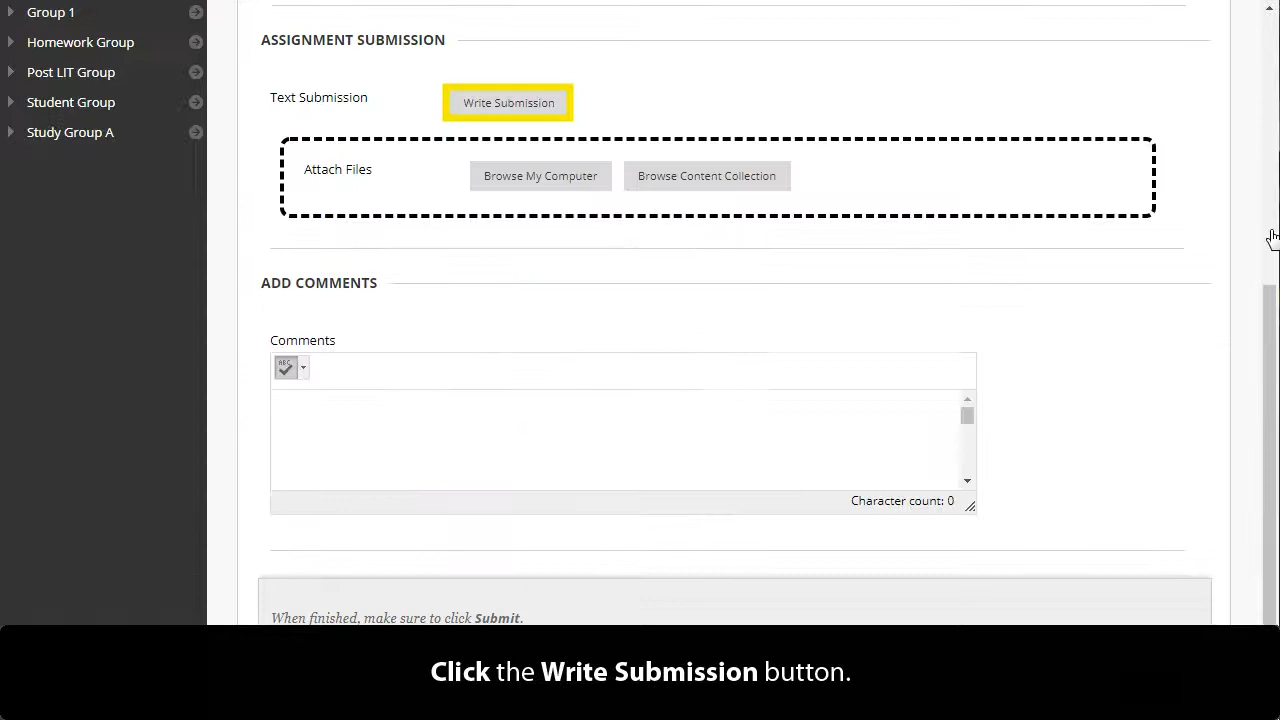 Group 1
Homework Group
Post LIT Group
Student Group
Study Group A
ASSIGNMENT SUBMISSION
Text Submission
Write Submission
Attach Files
Browse My Computer
Browse Content Collection
ADD COMMENTS
Comments
ABC
Character count: 0
When finished, make sure to click Submit.
Click the Write Submission button.